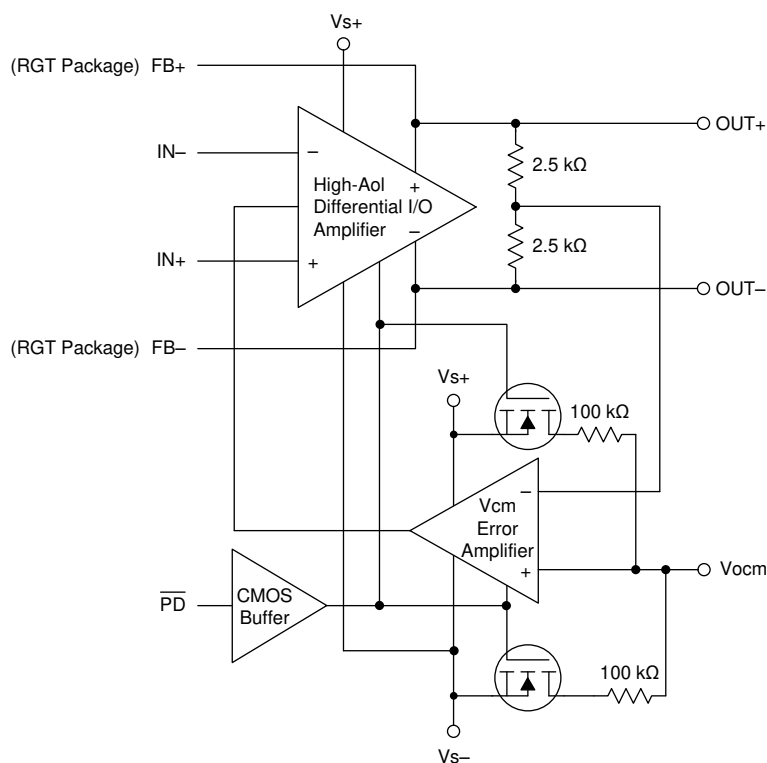 Vs+
(RGT Package) FB+
OUT+
IN–
–
2.5 kΩ
High-Aol
+
Differential I/O
Amplifier
–
2.5 kΩ
IN+
+
OUT–
(RGT Package) FB–
Vs+
100 kΩ
–
Vcm
Error
Amplifier
+
Vocm
PD
CMOS
Buffer
100 kΩ
Vs–